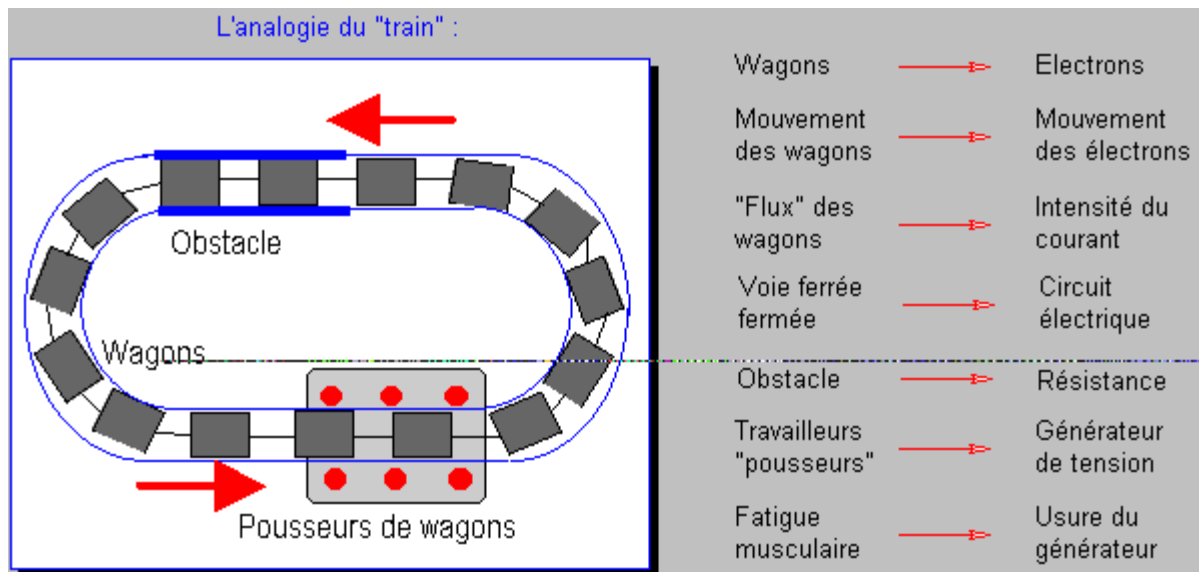 L'analogie du "train" :
Obstacle
Wagons
Pousseurs de wagons
Wagons
Electrons
Mouvement
des wagons
Mouvement
des électrons
"Flux" des
wagons
Intensité du
courant
Voie ferrée
fermée
Circuit
électrique
Obstacle
Résistance
Travailleurs
"pousseurs"
Générateur
de tension
Fatigue
musculaire
Usure du
générateur